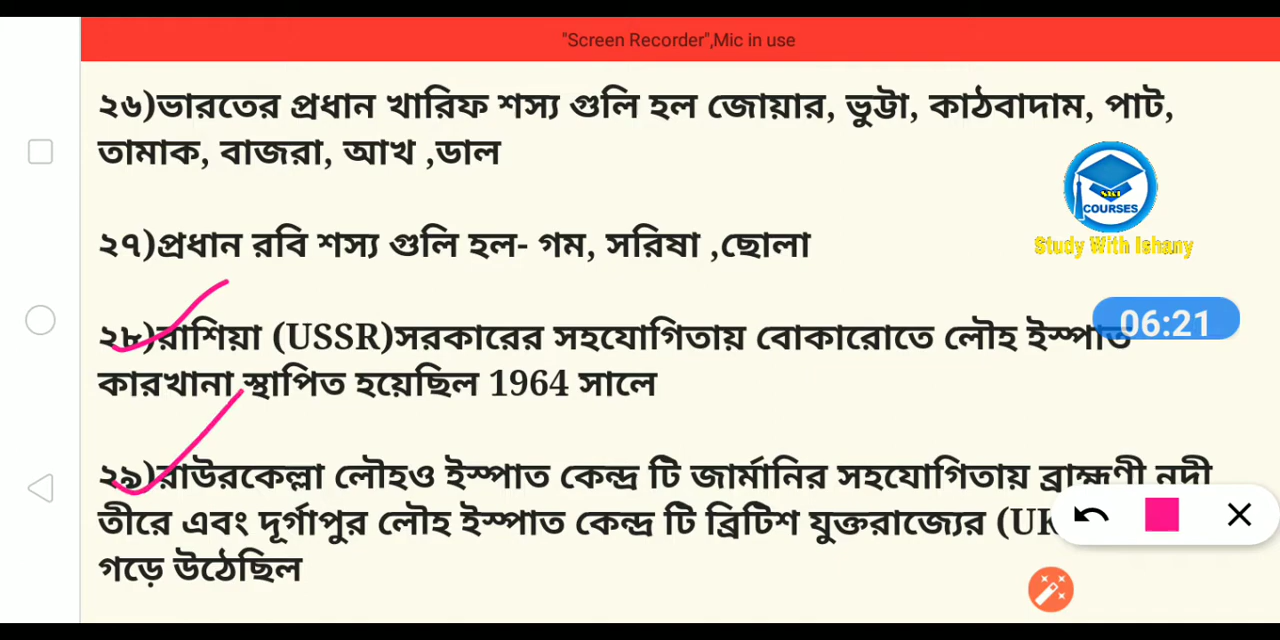 "Screen Recorder",Mic in use
২৬)ভারতের প্রধান খারিফ শস্য গুলি হল জোয়ার, ভুট্টা, কাঠবাদাম, পাট,
তামাক, বাজরা, আখ ,ডাল
COURSES
Study With Ishany
২৭)প্রধান রবি শস্য গুলি হল- গম, সরিষা ,ছোলা
06:21
২৮)রাশিয়া (USSR)সরকারের সহযোগিতায় বোকারোতে লৌহ ইস্পাত
কারখানা স্থাপিত হয়েছিল 1964 সালে
২৯)রাউরকেল্লা লৌহও ইস্পাত কেন্দ্র টি জার্মানির সহযোগিতায় ব্রাহ্মণী নদী
তীরে এবং দূর্গাপুর লৌহ ইস্পাত কেন্দ্র টি ব্রিটিশ যুক্তরাজ্যের
গড়ে উঠেছিল